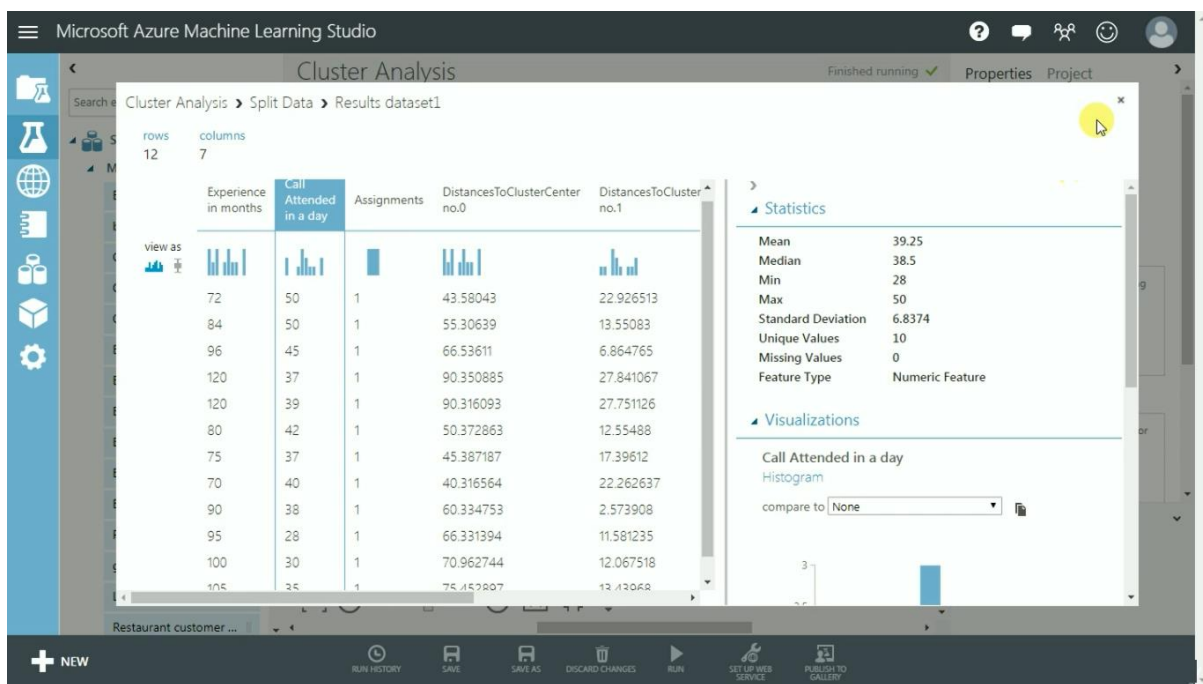 Microsoft Azure Machine Learning Studio
Cluster Analysis
Finished running
Properties Project
Search e
Cluster Analysis > Split Data > Results dataset1
rows columns
12 7
view as
Experience in months
Call Attended in a day
Assignments
DistancesToClusterCenter no.0
DistancesToCluster no.1
72 50 1 43.58043 22.926513
84 50 1 55.30639 13.55083
96 45 1 66.53611 6.864765
120 37 1 90.350885 27.841067
120 39 1 90.316093 27.751126
80 42 1 50.372863 12.55488
75 37 1 45.387187 17.39612
70 40 1 40.316564 22.262637
90 38 1 60.334753 2.573908
95 28 1 66.331394 11.581235
100 30 1 70.962744 12.067518
105 35 1 75.452897 13.43968
Statistics
Mean 39.25
Median 38.5
Min 28
Max 50
Standard Deviation 6.8374
Unique Values 10
Missing Values 0
Feature Type Numeric Feature
Visualizations
Call Attended in a day
Histogram
compare to None
3
Restaurant customer ...
NEW
RUN HISTORY
SAVE
SAVE AS
DISCARD CHANGES
RUN
SET UP WEB SERVICE
PUBLISH TO GALLERY